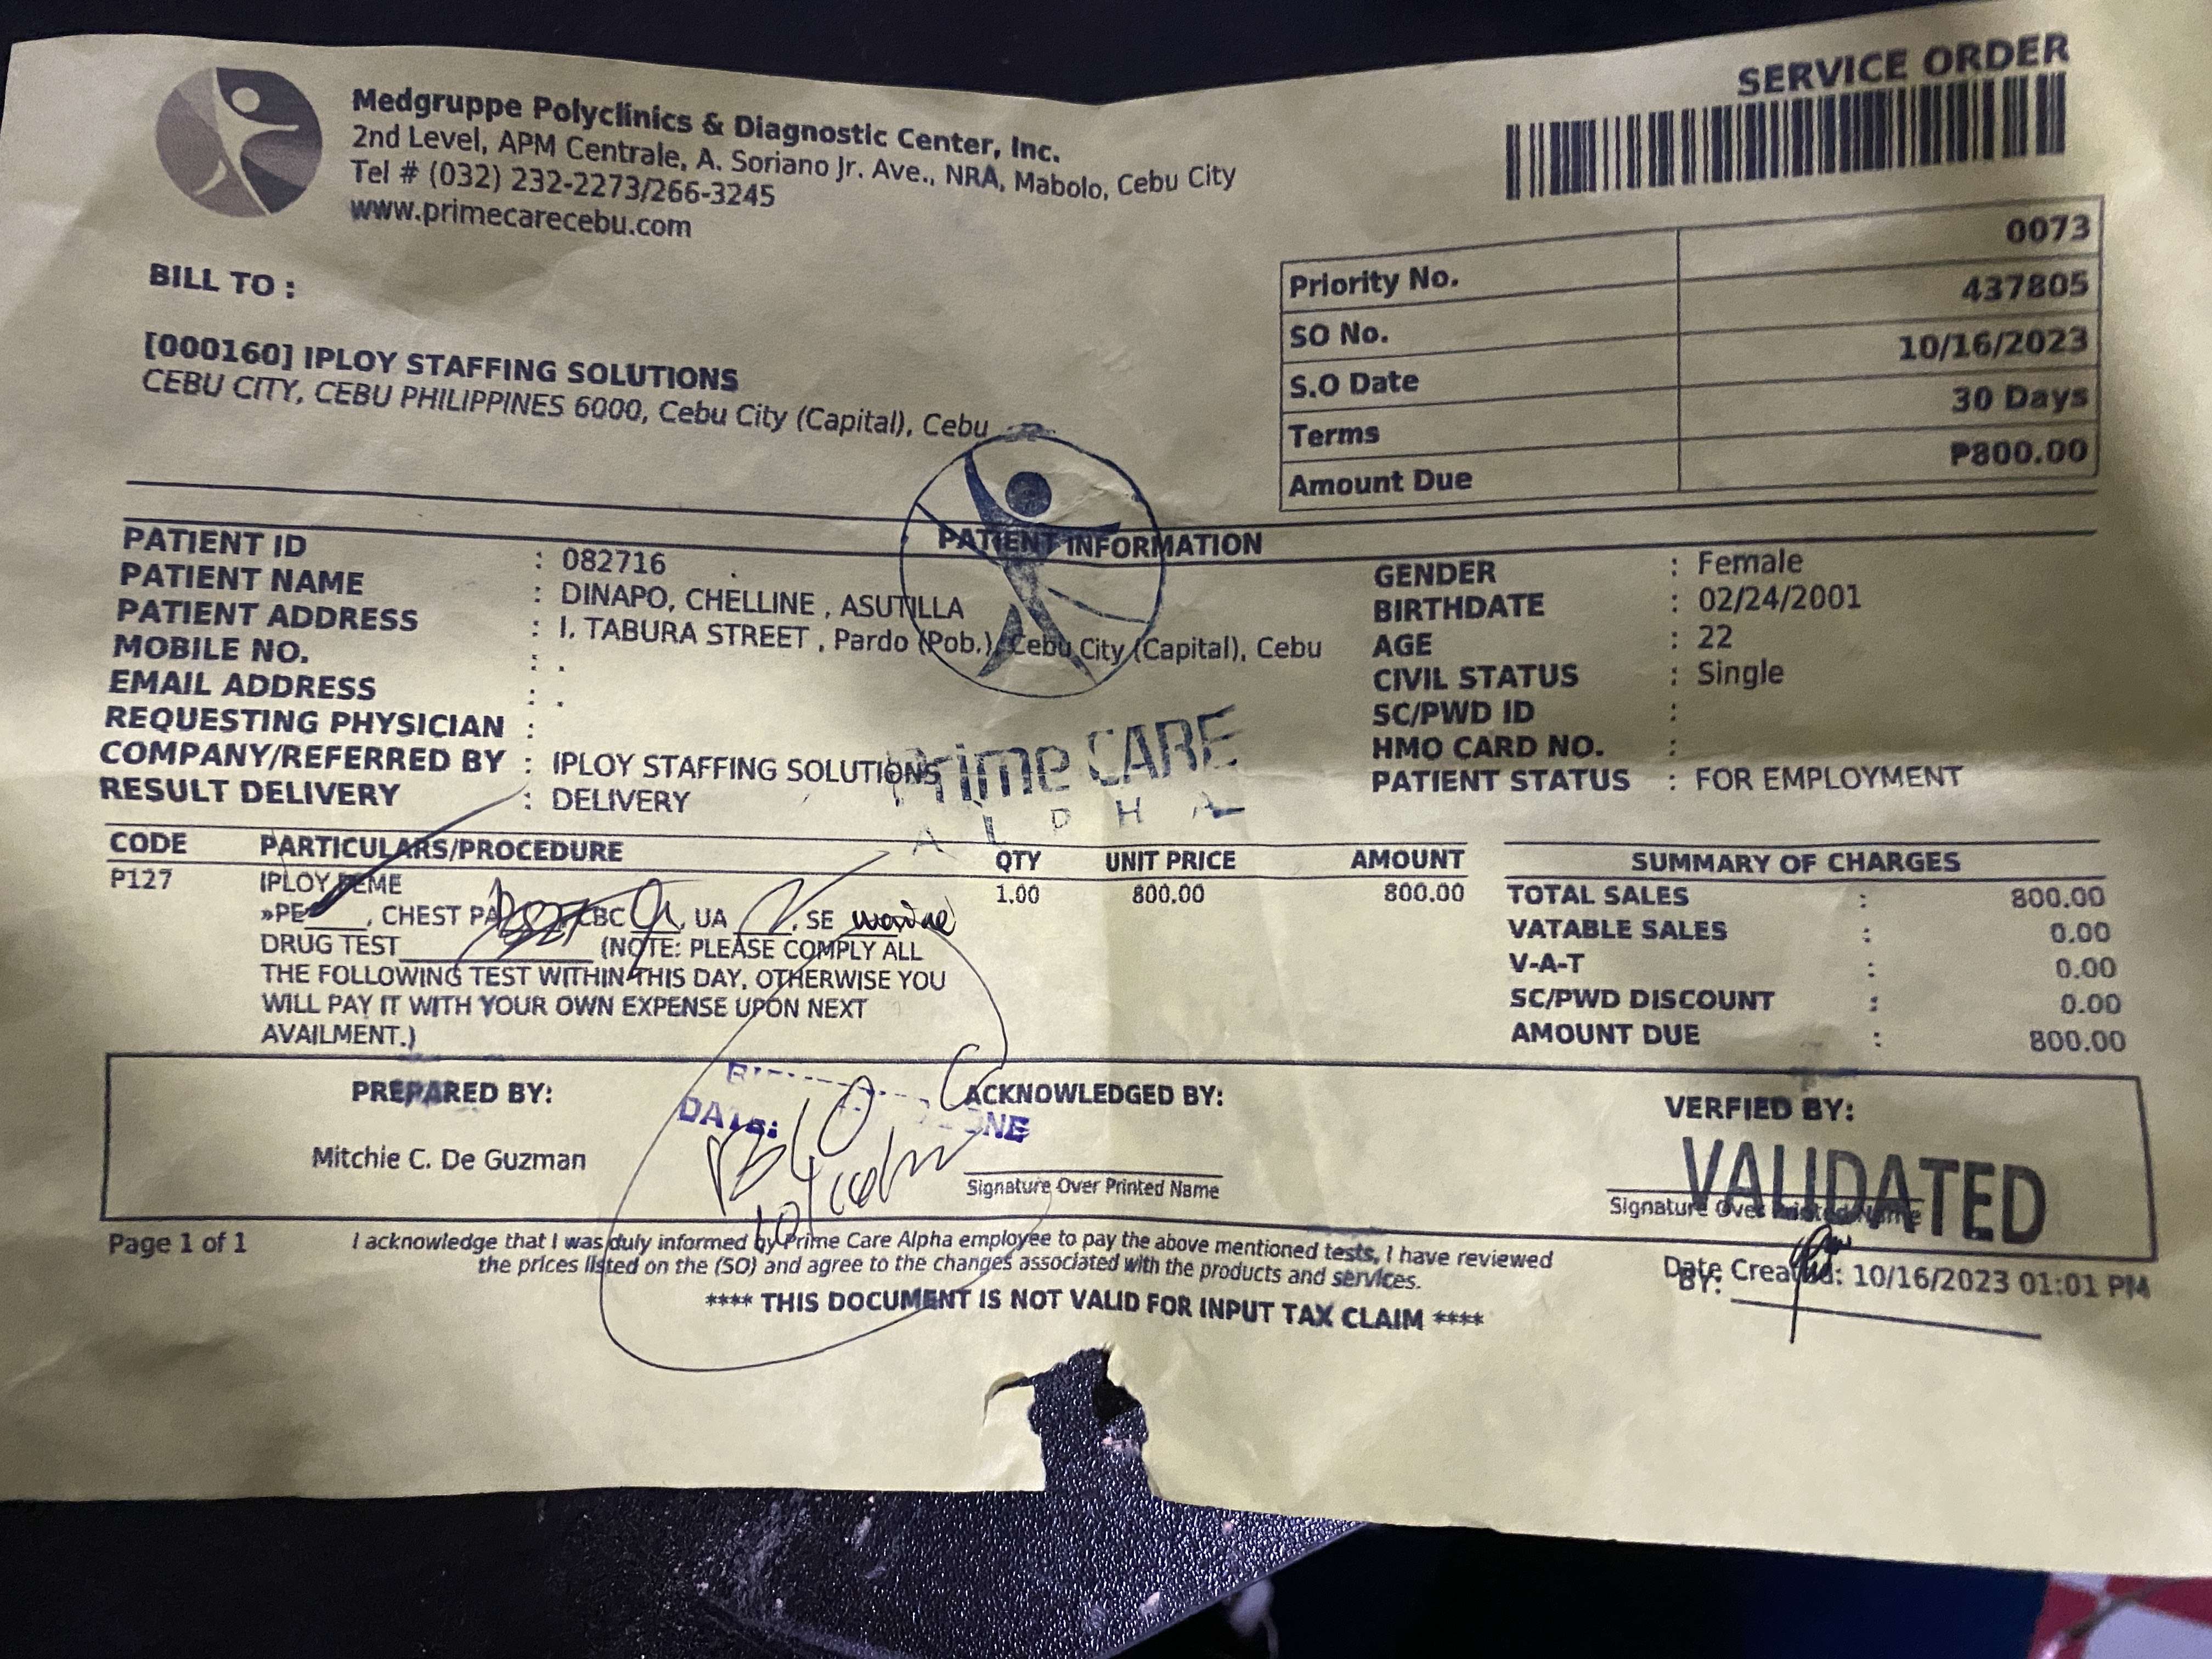 SERVICE ORDER
Medgruppe Polyclinics & Diagnostic Center, Inc.
2nd Level, APM Centrale, A. Soriano Jr. Ave., NRA, Mabolo, Cebu City
Tel # (032) 232-2273/266-3245
www.primecarecebu.com
BILL TO :
[000160] IPLOY STAFFING SOLUTIONS
CEBU CITY, CEBU PHILIPPINES 6000, Cebu City (Capital), Cebu
Priority No. 0073
SO No. 437805
S.O Date 10/16/2023
Terms 30 Days
Amount Due ₱800.00
PATIENT INFORMATION
PATIENT ID : 082716
PATIENT NAME : DINAPO, CHELLINE , ASUTILLA
PATIENT ADDRESS : I. TABURA STREET , Pardo (Pob.), Cebu City (Capital), Cebu
MOBILE NO. : .
EMAIL ADDRESS : .
REQUESTING PHYSICIAN :
COMPANY/REFERRED BY : IPLOY STAFFING SOLUTIONS
RESULT DELIVERY : DELIVERY
GENDER : Female
BIRTHDATE : 02/24/2001
AGE : 22
CIVIL STATUS : Single
SC/PWD ID :
HMO CARD NO. :
PATIENT STATUS : FOR EMPLOYMENT
Prime CARE
ALPHA
CODE PARTICULARS/PROCEDURE QTY UNIT PRICE AMOUNT
P127 IPLOY PEME 1.00 800.00 800.00
»PE____, CHEST PA CBC , UA , SE
DRUG TEST (NOTE: PLEASE COMPLY ALL
THE FOLLOWING TEST WITHIN THIS DAY, OTHERWISE YOU
WILL PAY IT WITH YOUR OWN EXPENSE UPON NEXT
AVAILMENT.)
SUMMARY OF CHARGES
TOTAL SALES : 800.00
VATABLE SALES : 0.00
V-A-T : 0.00
SC/PWD DISCOUNT : 0.00
AMOUNT DUE : 800.00
PREPARED BY:
Mitchie C. De Guzman
DATE:
ACKNOWLEDGED BY:
Signature Over Printed Name
VERFIED BY:
VALIDATED
Signature Over Printed Name
BY:
Page 1 of 1
I acknowledge that I was duly informed by Prime Care Alpha employee to pay the above mentioned tests, I have reviewed
the prices listed on the (SO) and agree to the changes associated with the products and services.
Date Created: 10/16/2023 01:01 PM
**** THIS DOCUMENT IS NOT VALID FOR INPUT TAX CLAIM ****